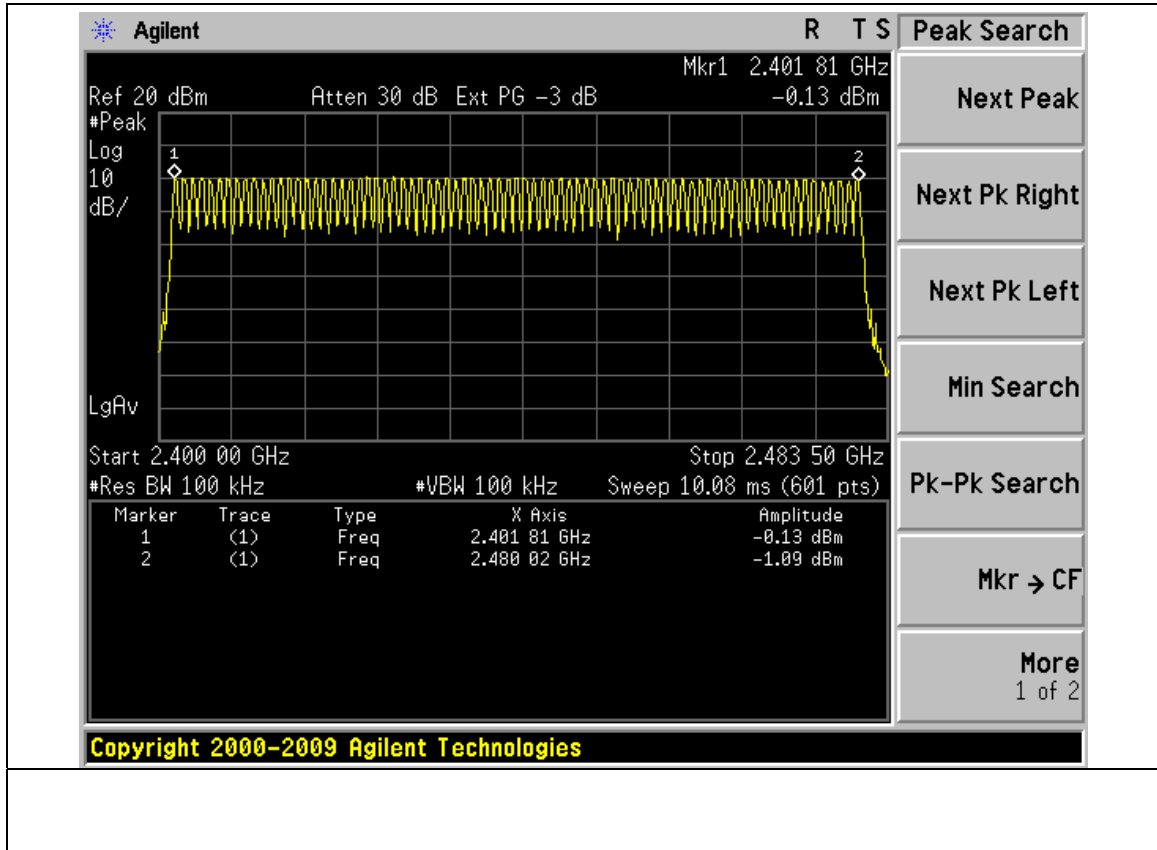 Agilent R T S Peak Search
Mkr1 2.401 81 GHz
Ref 20 dBm Atten 30 dB Ext PG -3 dB -0.13 dBm
#Peak
Log
10
dB/
1
2
LgAv
Start 2.400 00 GHz Stop 2.483 50 GHz
#Res BW 100 kHz #VBW 100 kHz Sweep 10.08 ms (601 pts)
Marker Trace Type X Axis Amplitude
1 (1) Freq 2.401 81 GHz -0.13 dBm
2 (1) Freq 2.480 02 GHz -1.09 dBm
Next Peak
Next Pk Right
Next Pk Left
Min Search
Pk-Pk Search
Mkr → CF
More
1 of 2
Copyright 2000-2009 Agilent Technologies